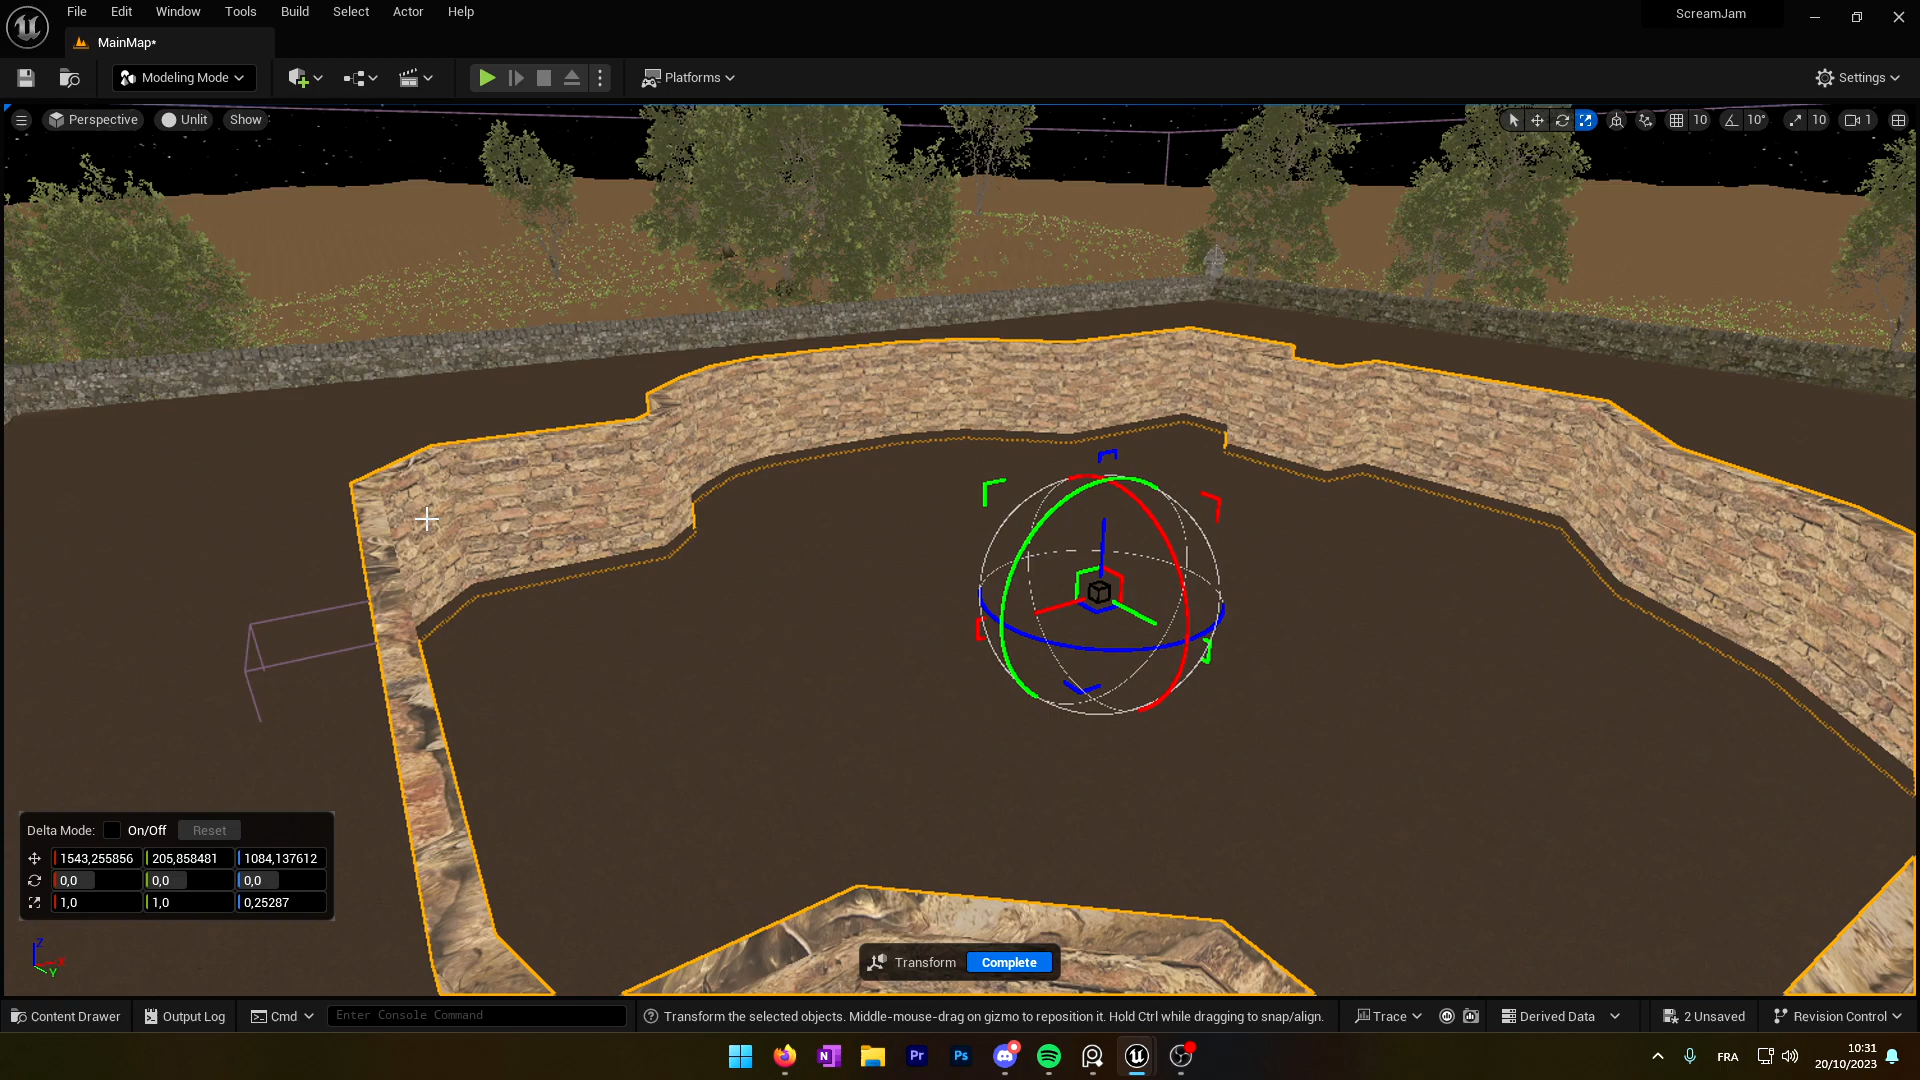 File Edit Window Tools Build Select Actor Help
ScreamJam
MainMap*
Modeling Mode
Platforms
Settings
Perspective Unlit Show
10 10° 10 1
Delta Mode: On/Off Reset
1543,255856 205,858481 1084,137612
0,0 0,0 0,0
1,0 1,0 0,25287
Z
X
Y
Transform Complete
Content Drawer Output Log Cmd Enter Console Command Transform the selected objects. Middle-mouse-drag on gizmo to reposition it. Hold Ctrl while dragging to snap/align. Trace Derived Data 2 Unsaved Revision Control
N Pr Ps FRA
10:31
20/10/2023